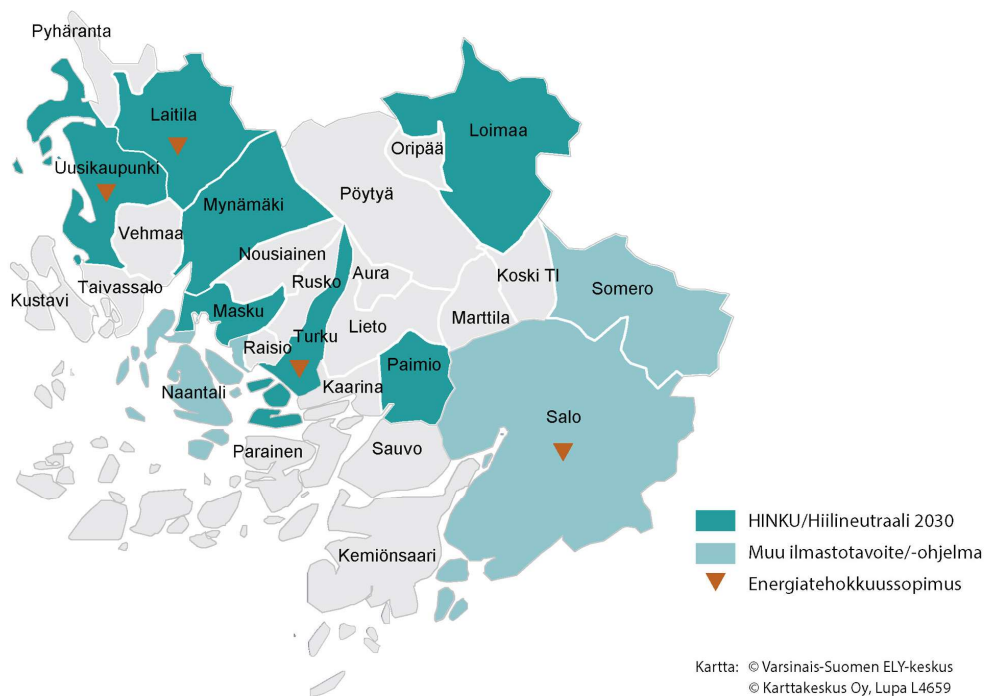 Pyhäranta
Laitila
Loimaa
Oripää
Uusikaupunki
Pöytyä
Mynämäki
Vehmaa
Nousiainen
Koski Tl
Aura
Rusko
Taivassalo
Somero
Kustavi
Masku
Marttila
Lieto
Turku
Raisio
Paimio
Kaarina
Naantali
Salo
Sauvo
Parainen
HINKU/Hiilineutraali 2030
Muu ilmastotavoite/-ohjelma
Kemiönsaari
Energiatehokkuussopimus
Kartta: © Varsinais-Suomen ELY-keskus
© Karttakeskus Oy, Lupa L4659